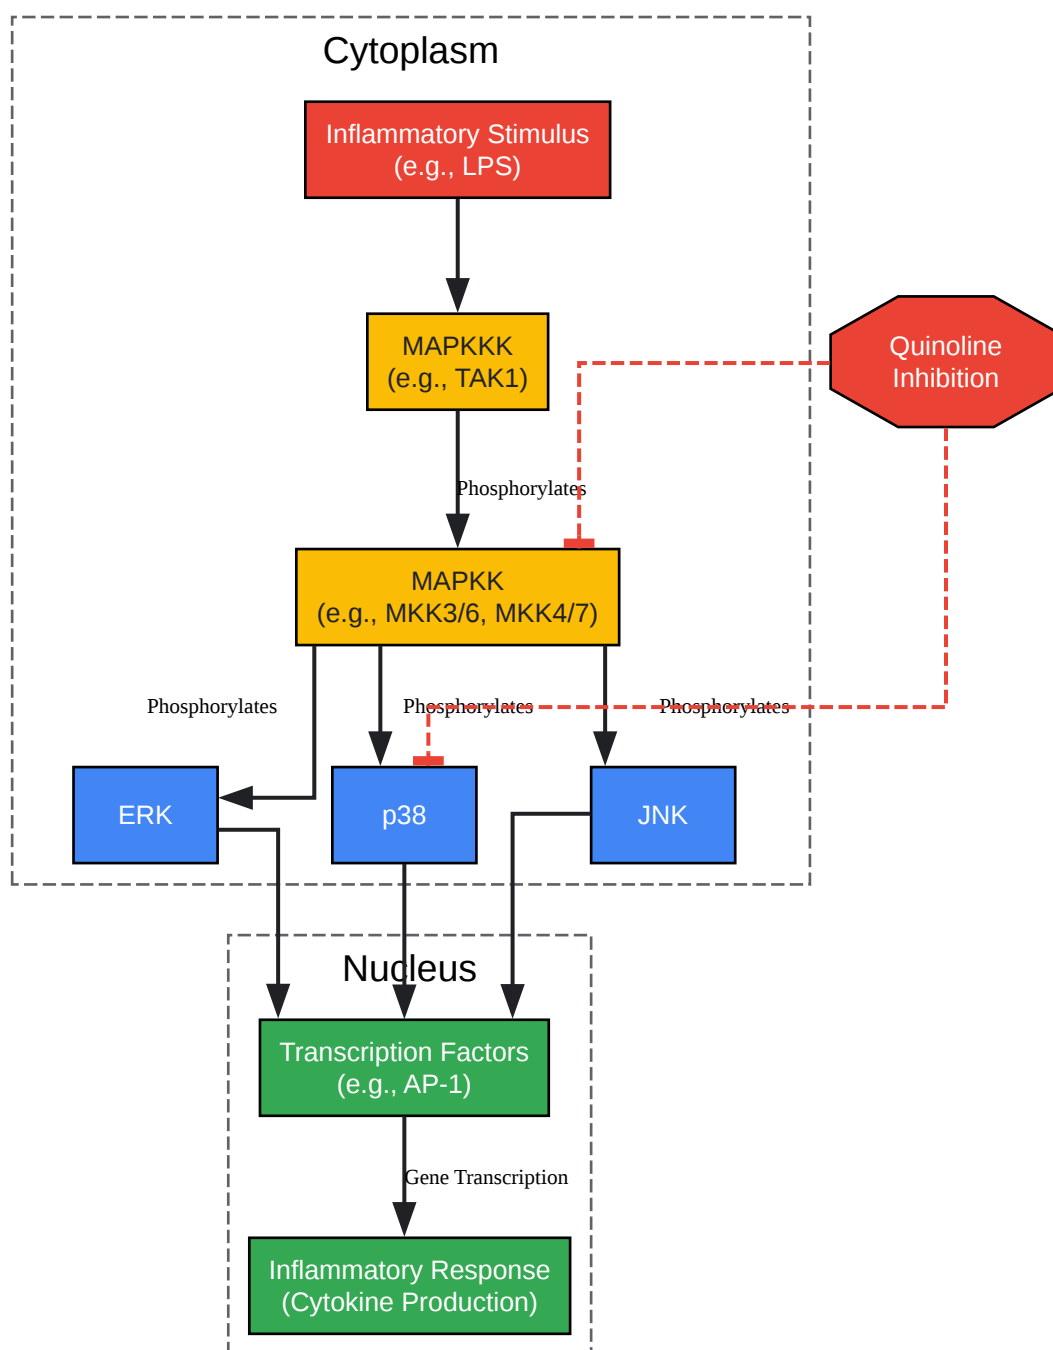 Cytoplasm
Inflammatory Stimulus
(e.g., LPS)
MAPKKK
(e.g., TAK1)
Quinoline
Inhibition
Phosphorylates
MAPKK
(e.g., MKK3/6, MKK4/7)
Phosphorylates
Phosphorylates
Phosphorylates
ERK
p38
JNK
Nucleus
Transcription Factors
(e.g., AP-1)
Gene Transcription
Inflammatory Response
(Cytokine Production)